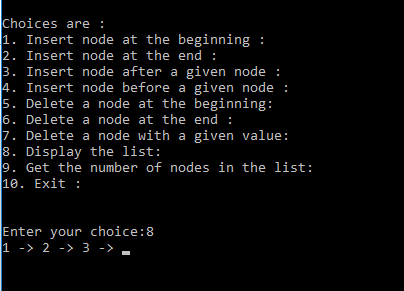 Choices are :
1. Insert node at the beginning :
2. Insert node at the end :
3. Insert node after a given node :
4. Insert node before a given node :
5. Delete a node at the beginning:
6. Delete a node at the end :
7. Delete a node with a given value:
8. Display the list:
9. Get the number of nodes in the list:
10. Exit :
Enter your choice:8
1 -> 2 -> 3 ->